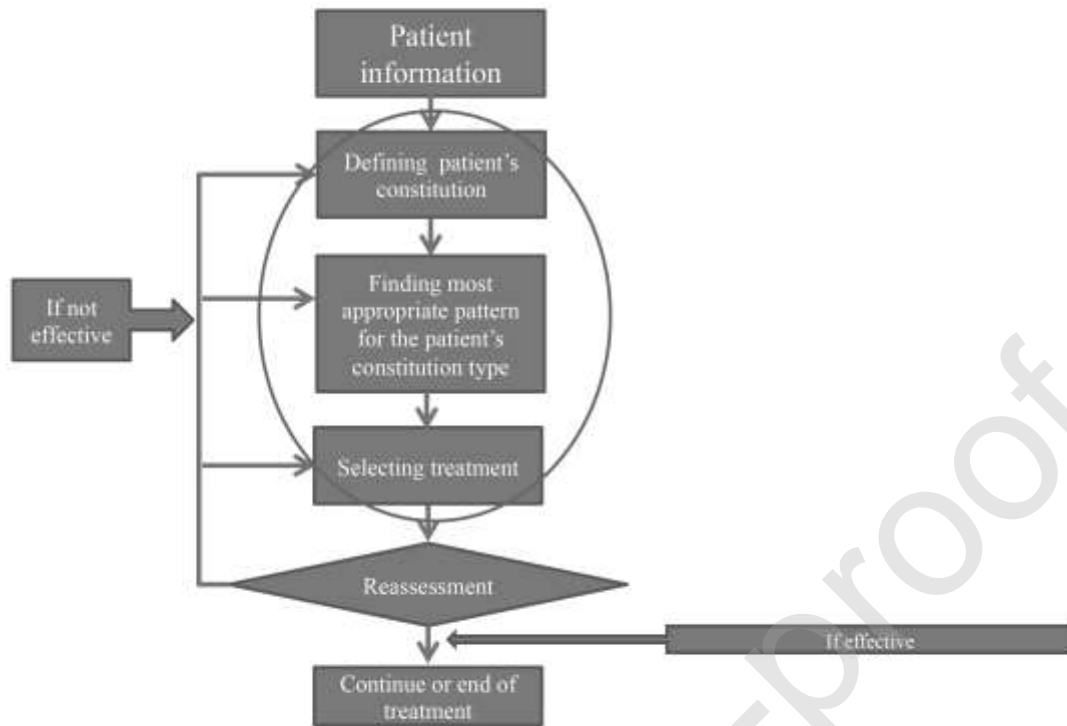 Patient
information
Defining patient's
constitution
Finding most
appropriate pattern
for the patient's
constitution type
If not
effective
Selecting treatment
Reassessment
If effective
Continue or end of
treatment
-proof